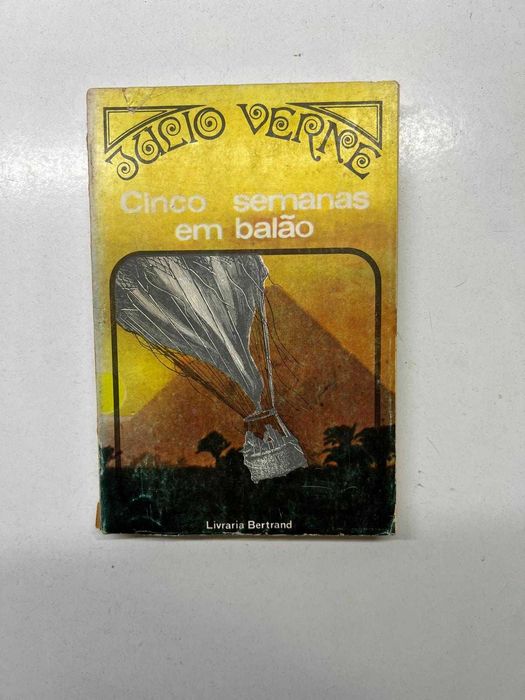 JULIO VERNE
Cinco semanas
em balão
Livraria Bertrand